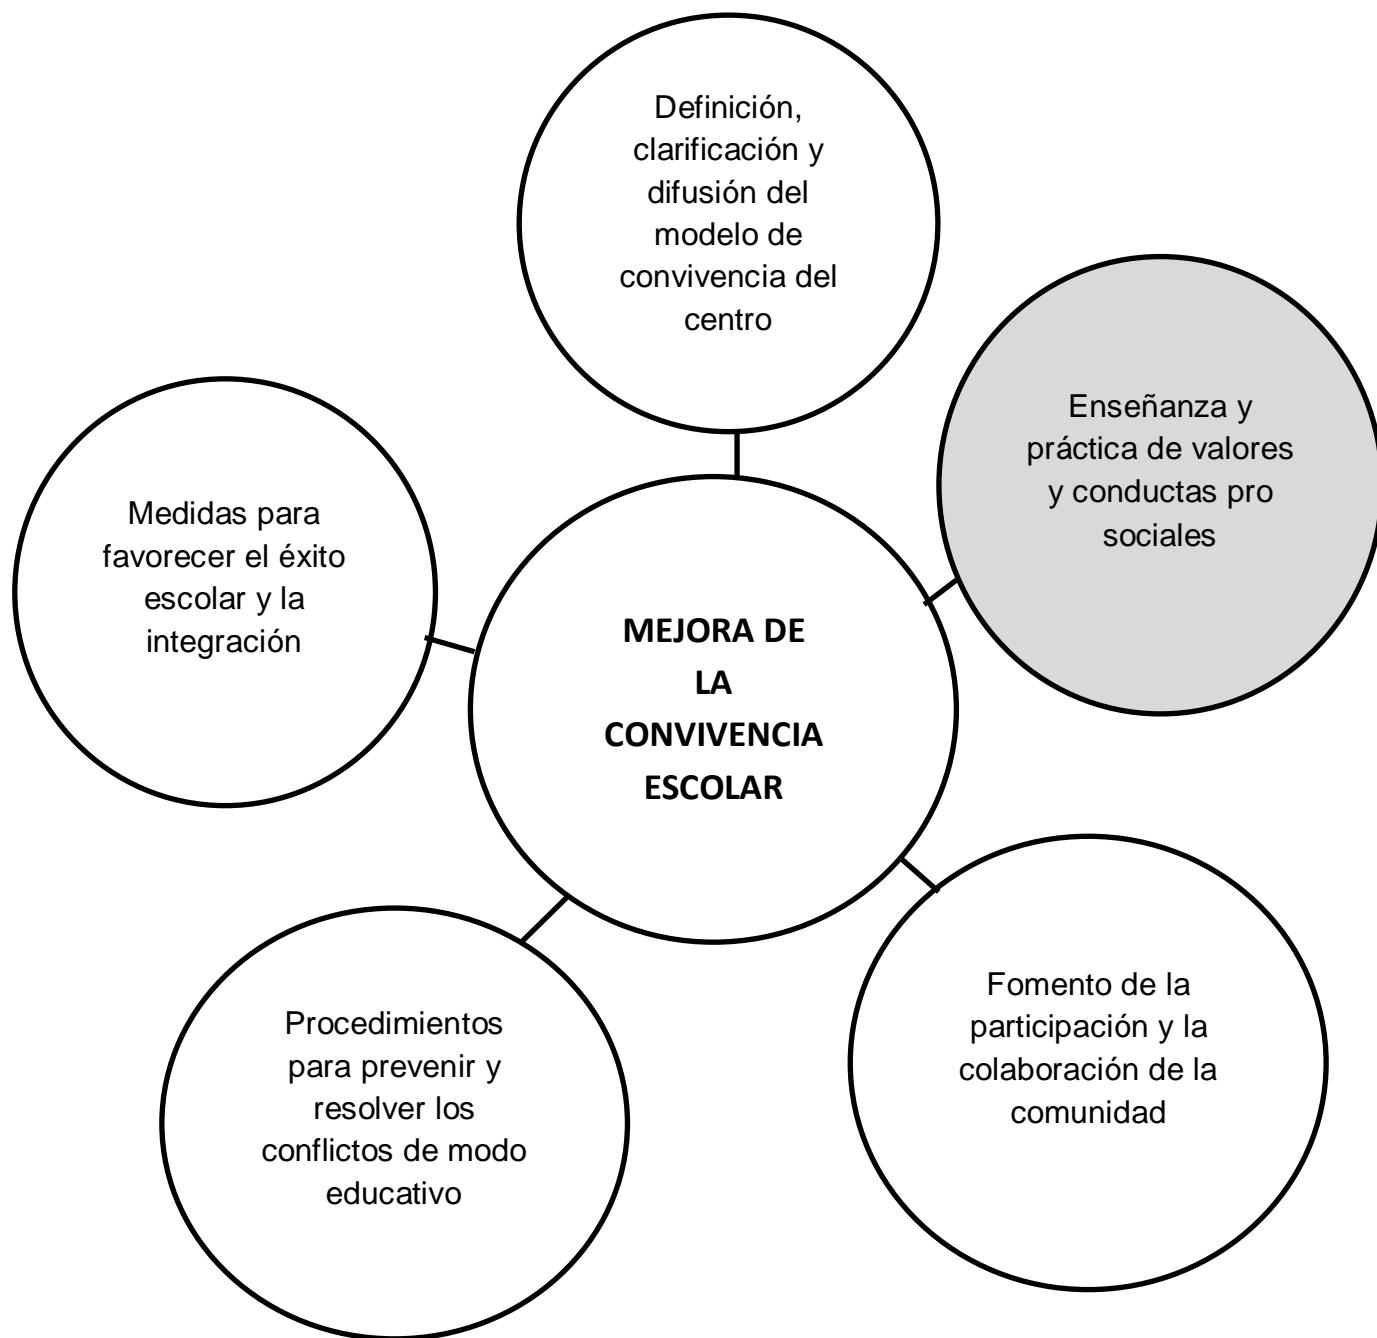 Definición,
clarificación y
difusión del
modelo de
convivencia del
centro
Enseñanza y
práctica de valores
y conductas pro
sociales
Medidas para
favorecer el éxito
escolar y la
integración
MEJORA DE
LA
CONVIVENCIA
ESCOLAR
Fomento de la
participación y la
colaboración de la
comunidad
Procedimientos
para prevenir y
resolver los
conflictos de modo
educativo